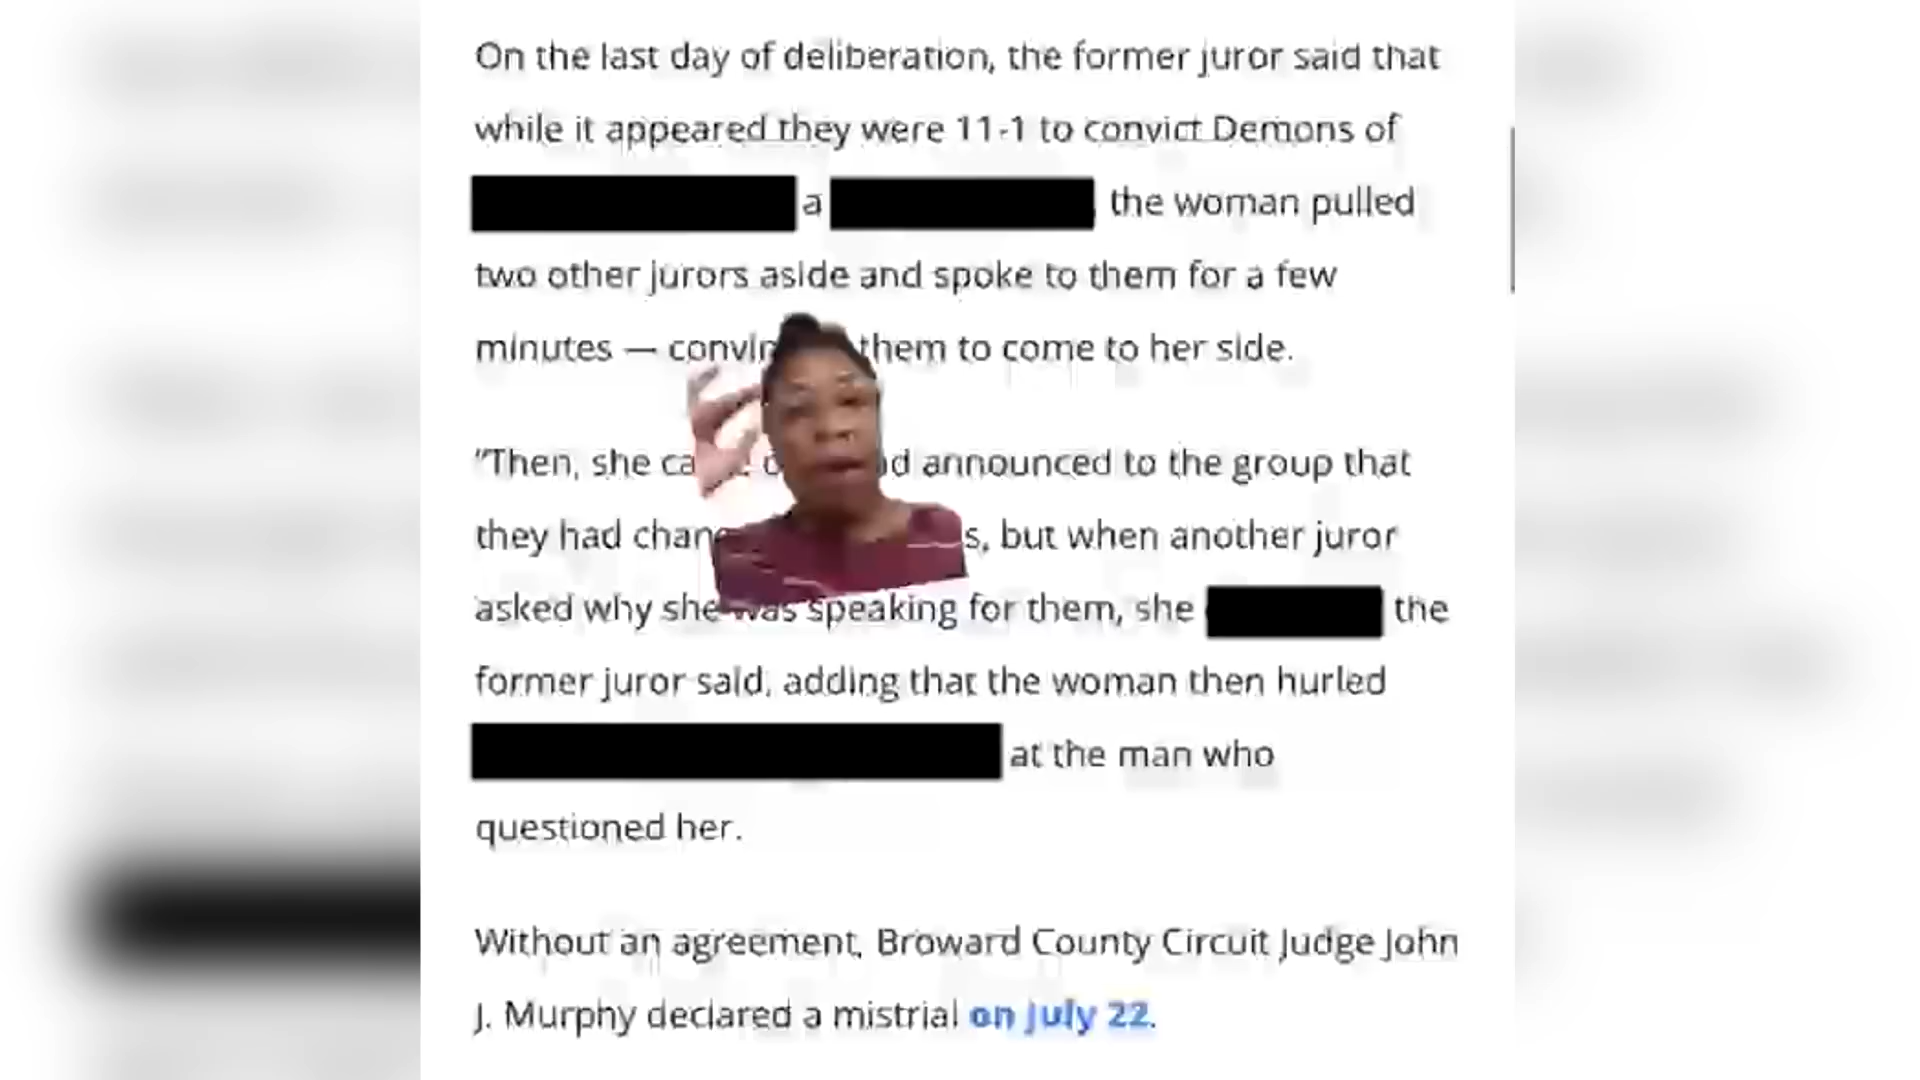 On the last day of deliberation, the former juror said that
while it appeared they were 11-1 to convict Demons of
a the woman pulled
two other jurors aside and spoke to them for a few
minutes — them to come to her side.
"Then, she announced to the group that
they had but when another juror
asked why she was speaking for them, she the
former juror said, adding that the woman then hurled
at the man who
questioned her.
Without an agreement, Broward County Circuit Judge John
J. Murphy declared a mistrial on July 22.